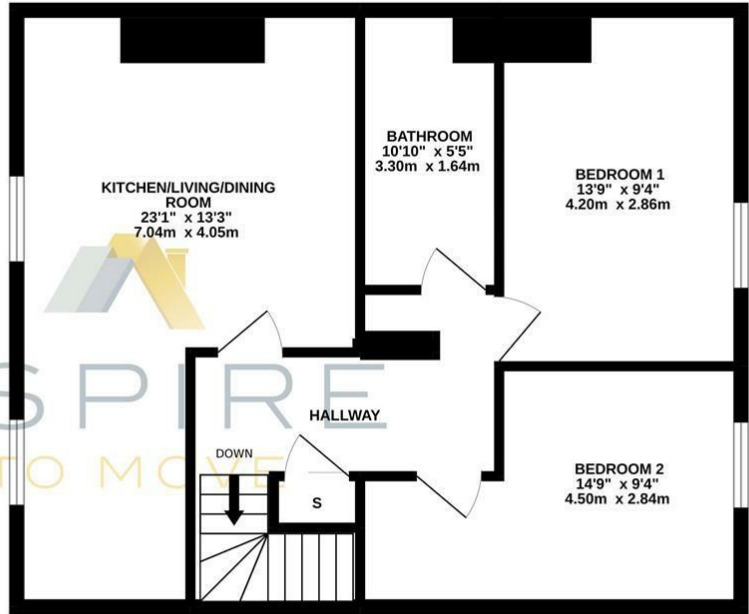 KITCHEN/LIVING/DINING
ROOM
23'1" x 13'3"
7.04m x 4.05m
BATHROOM
10'10" x 5'5"
3.30m x 1.64m
BEDROOM 1
13'9" x 9'4"
4.20m x 2.86m
SPIRE
TO MOVE
HALLWAY
DOWN
S
BEDROOM 2
14'9" x 9'4"
4.50m x 2.84m